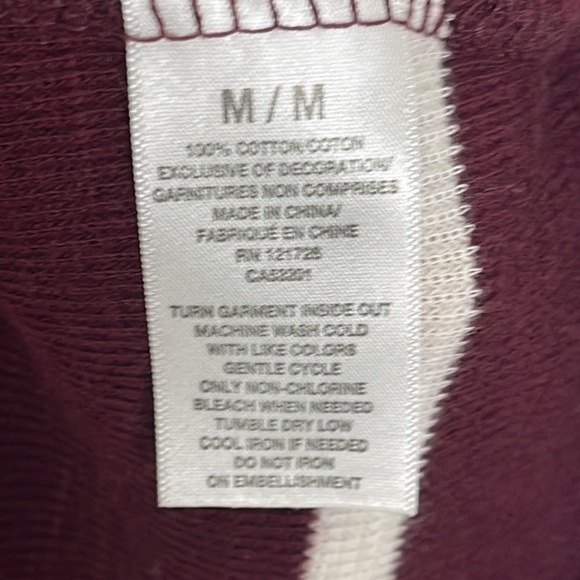 M / M
100% COTTON/COTON
EXCLUSIVE OF DECORATION/
GARNITURES NON COMPRISES
MADE IN CHINA/
FABRIQUÉ EN CHINE
RN 121726
CA53391
TURN GARMENT INSIDE OUT
MACHINE WASH COLD
WITH LIKE COLORS
GENTLE CYCLE
ONLY NON-CHLORINE
BLEACH WHEN NEEDED
TUMBLE DRY LOW
COOL IRON IF NEEDED
DO NOT IRON
ON EMBELLISHMENT